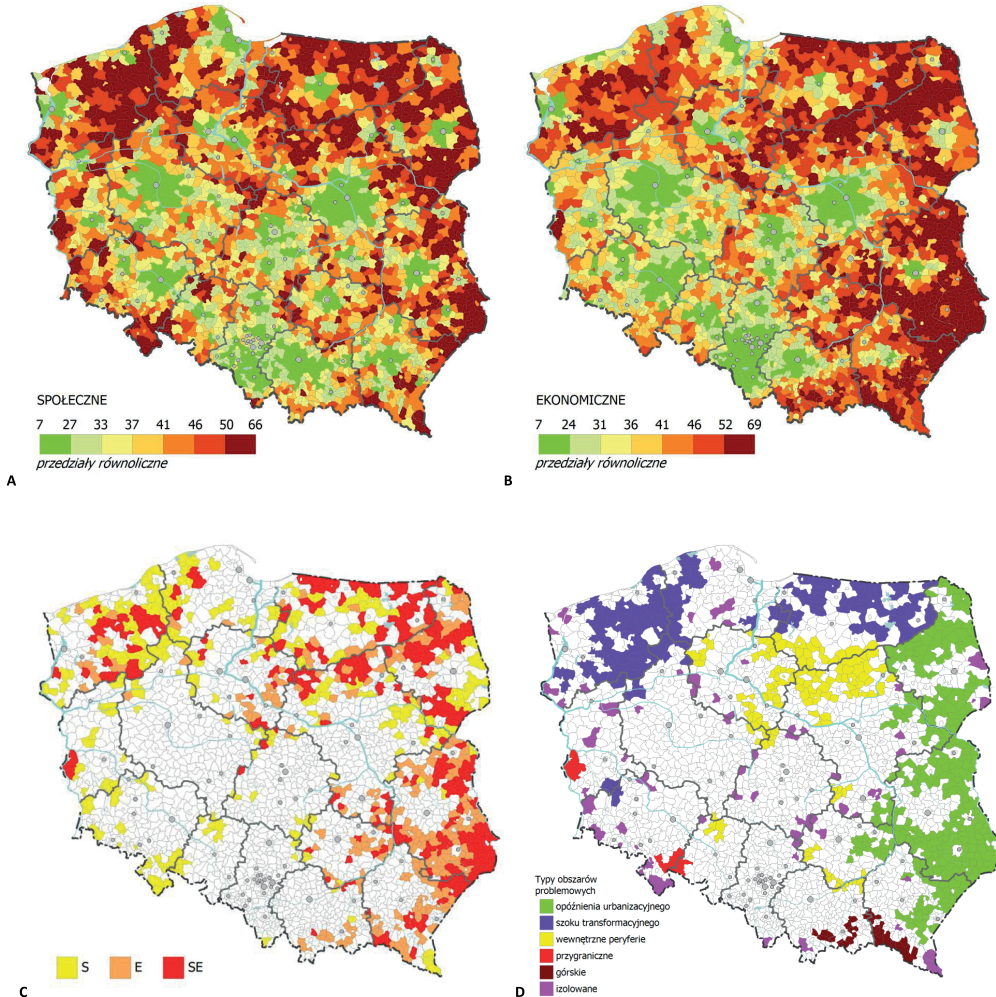 SPOŁECZNE
7 27 33 37 41 46 50 66
przedziały równoliczne
A
EKONOMICZNE
7 24 31 36 41 46 52 69
przedziały równoliczne
B
S E SE
C
Typy obszarów
problemowych
opóźnienia urbanizacyjnego
szoku transformacyjnego
wewnętrzne peryferie
przygraniczne
górskie
izolowane
D